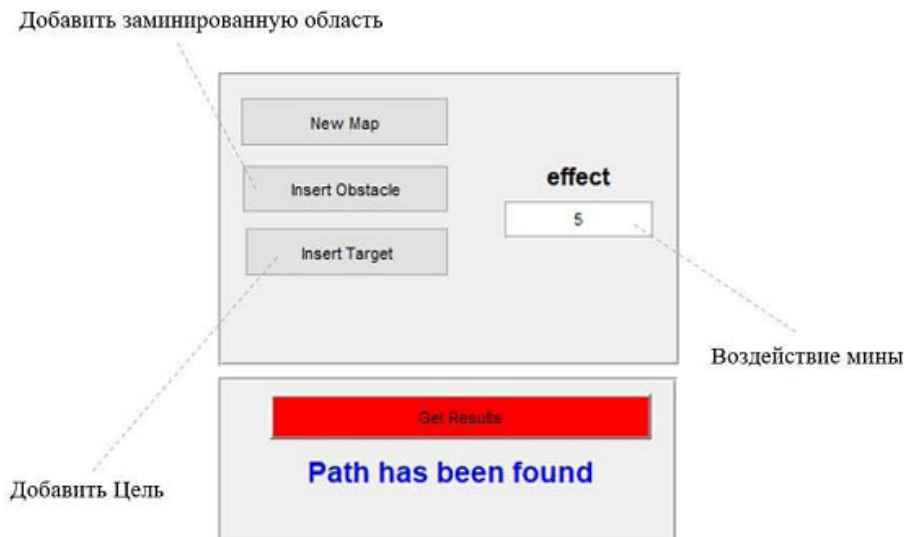 Добавить заминированную область
New Map
Insert Obstacle
effect
5
Insert Target
Воздействие мины
Get Results
Path has been found
Добавить Цель